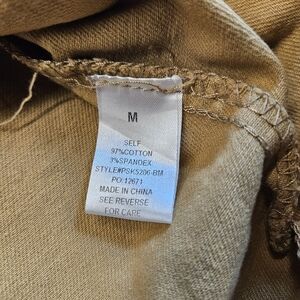 M
SELF
97%COTTON
3%SPANDEX
STYLE#PSK5206-BM
PO:12671
MADE IN CHINA
SEE REVERSE
FOR CARE